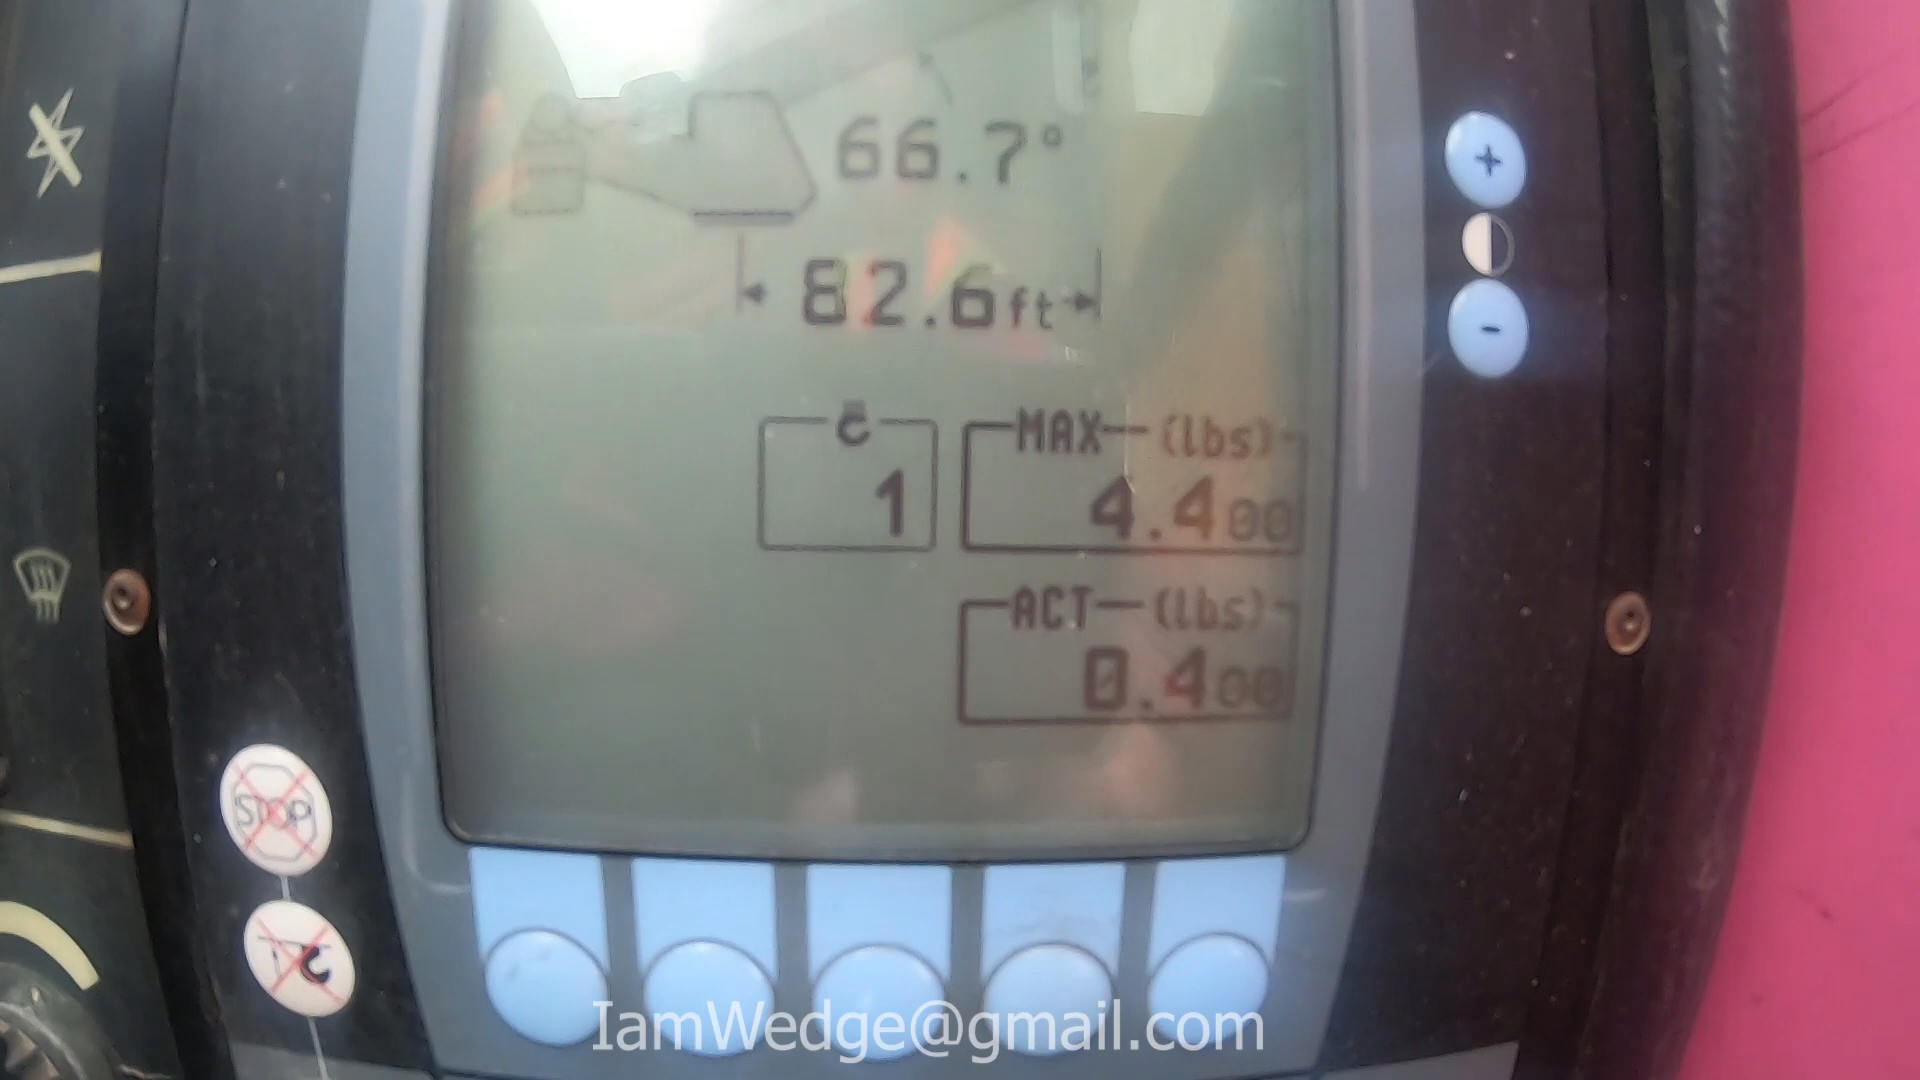 66.7°
82.6ft
MAX (lbs)
1
4.400
ACT (lbs)
0.400
+
-
STOP
IamWedge@gmail.com